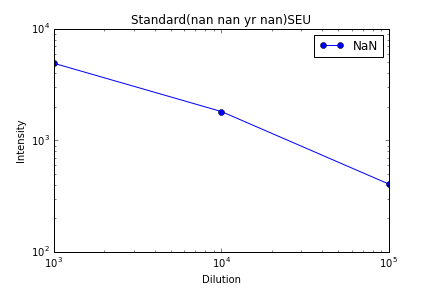 Standard(nan nan yr nan)SEU
10⁴
NaN
10³
Intensity
10²
10³
10⁴
10⁵
Dilution